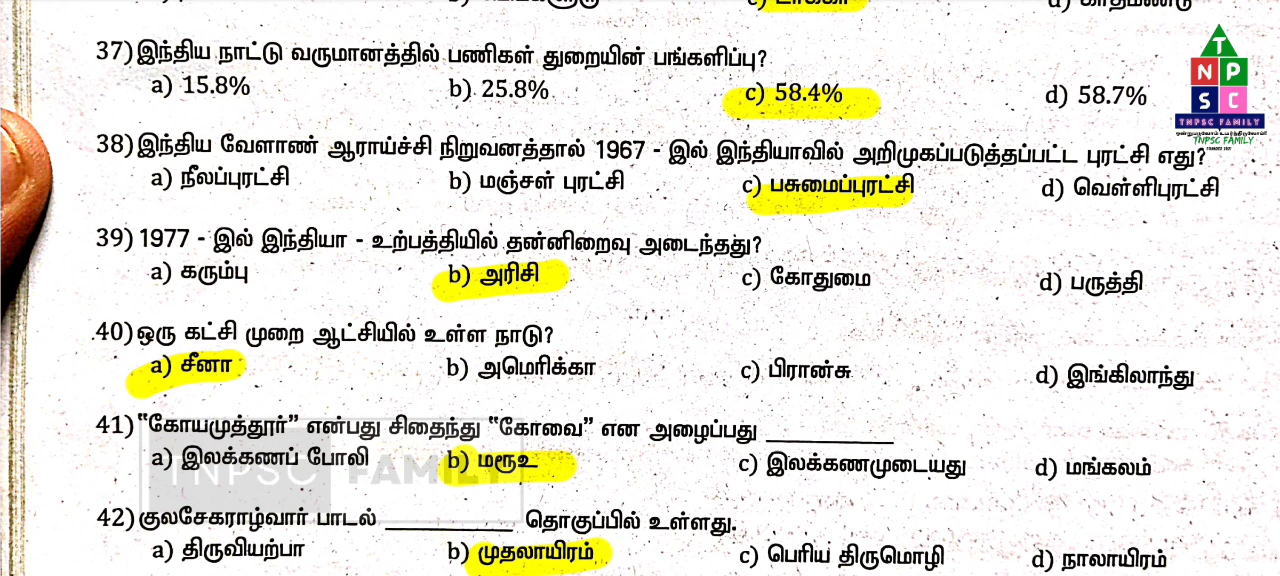 c) டாக்கா
37) இந்திய நாட்டு வருமானத்தில் பணிகள் துறையின் பங்களிப்பு?
a) 15.8% b) 25.8% c) 58.4% d) 58.7%
38) இந்திய வேளாண் ஆராய்ச்சி நிறுவனத்தால் 1967 - இல் இந்தியாவில் அறிமுகப்படுத்தப்பட்ட புரட்சி எது?
a) நீலப்புரட்சி b) மஞ்சள் புரட்சி c) பசுமைப்புரட்சி d) வெள்ளிபுரட்சி
39) 1977 - இல் இந்தியா - உற்பத்தியில் தன்னிறைவு அடைந்தது?
a) கரும்பு b) அரிசி c) கோதுமை d) பருத்தி
40) ஒரு கட்சி முறை ஆட்சியில் உள்ள நாடு?
a) சீனா b) அமெரிக்கா c) பிரான்சு d) இங்கிலாந்து
41) "கோயமுத்தூர்" என்பது சிதைந்து "கோவை" என அழைப்பது __________
a) இலக்கணப் போலி b) மரூஉ c) இலக்கணமுடையது d) மங்கலம்
42) குலசேகராழ்வார் பாடல் __________ தொகுப்பில் உள்ளது.
a) திருவியற்பா b) முதலாயிரம் c) பெரிய திருமொழி d) நாலாயிரம்
T
N P
S C
TNPSC FAMILY
TNPSC FAMILY
TNPSC FAMILY